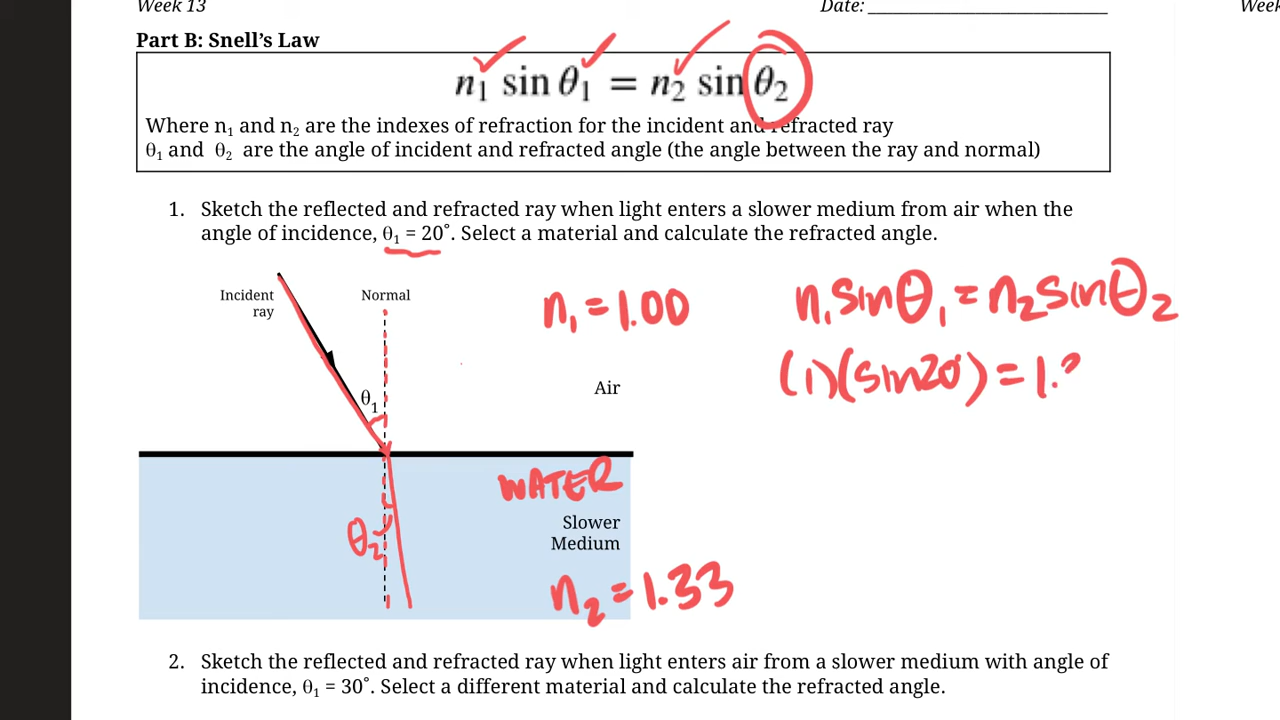 Week 13
Date: ____________________________
Week
Part B: Snell's Law
n₁ sin θ₁ = n₂ sin θ₂
Where n₁ and n₂ are the indexes of refraction for the incident and refracted ray
θ₁ and θ₂ are the angle of incident and refracted angle (the angle between the ray and normal)
1. Sketch the reflected and refracted ray when light enters a slower medium from air when the
angle of incidence, θ₁ = 20˚. Select a material and calculate the refracted angle.
Incident
ray
Normal
n₁ = 1.00
n₁ sinθ₁ = n₂ sinθ₂
(1)(sin20°) = 1.3
Air
θ₁
WATER
Slower
Medium
θ₂
n₂ = 1.33
2. Sketch the reflected and refracted ray when light enters air from a slower medium with angle of
incidence, θ₁ = 30˚. Select a different material and calculate the refracted angle.